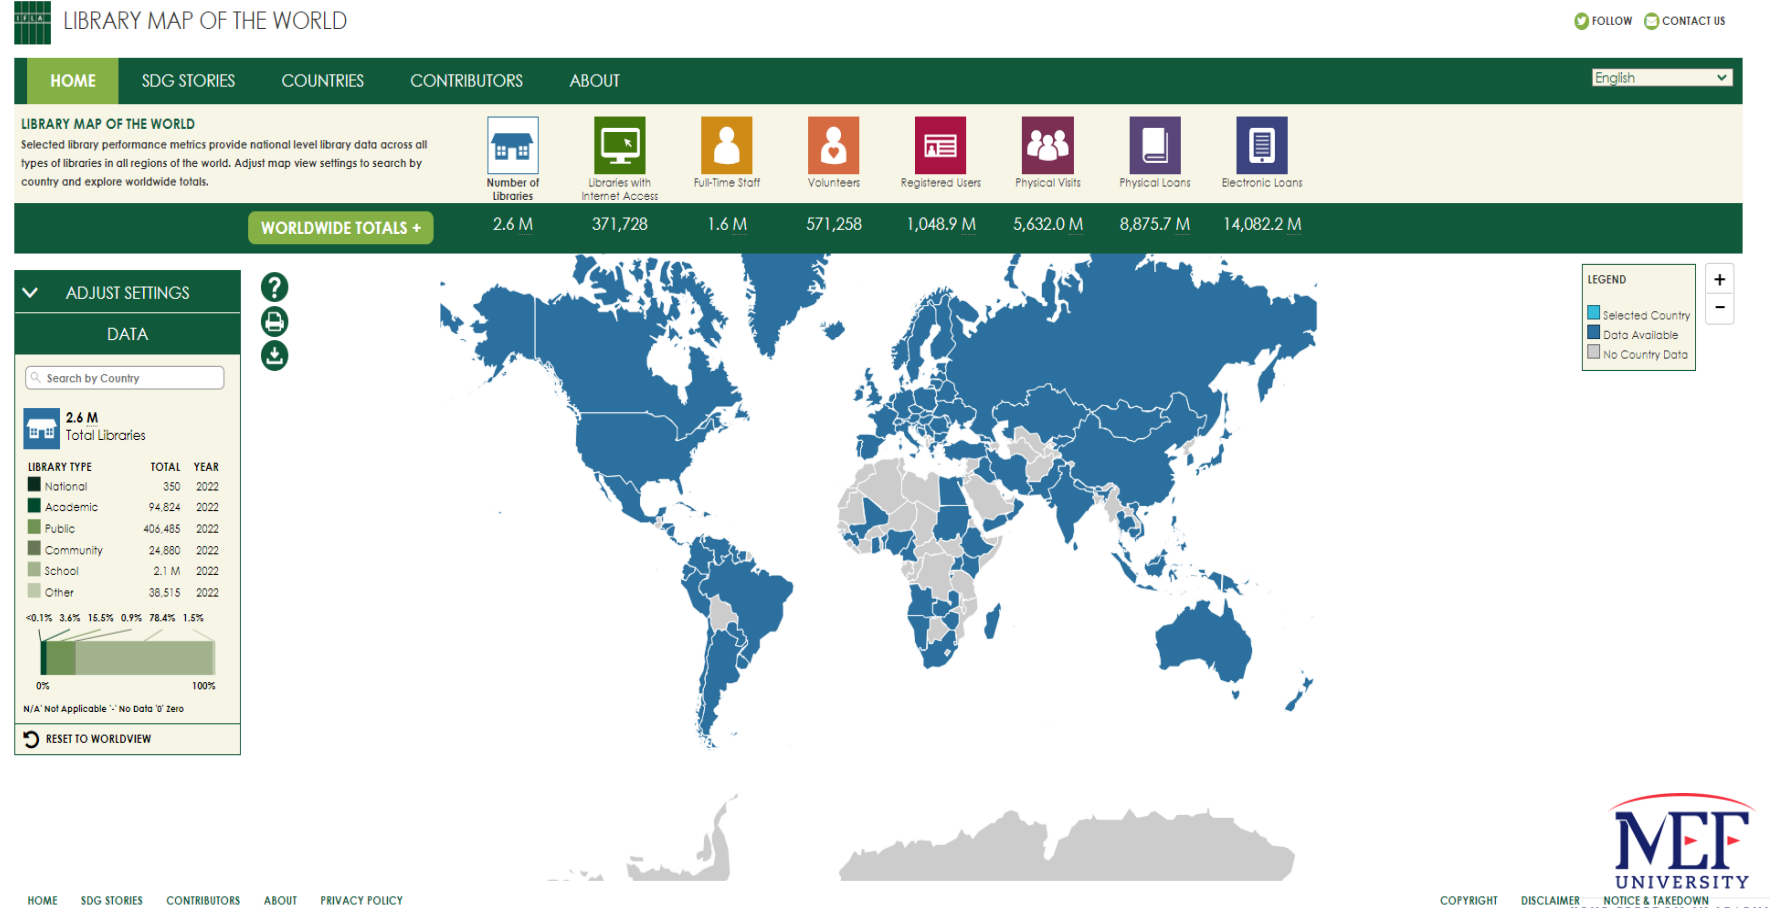 IFLA
LIBRARY MAP OF THE WORLD
FOLLOW
CONTACT US
HOME
SDG STORIES
COUNTRIES
CONTRIBUTORS
ABOUT
English
LIBRARY MAP OF THE WORLD
Selected library performance metrics provide national level library data across all
types of libraries in all regions of the world. Adjust map view settings to search by
country and explore worldwide totals.
Number of
Libraries
Libraries with
Internet Access
Full-Time Staff
Volunteers
Registered Users
Physical Visits
Physical Loans
Electronic Loans
WORLDWIDE TOTALS +
2.6 M
371,728
1.6 M
571,258
1,048.9 M
5,632.0 M
8,875.7 M
14,082.2 M
ADJUST SETTINGS
DATA
Search by Country
2.6 M
Total Libraries
LIBRARY TYPE TOTAL YEAR
National 350 2022
Academic 94,824 2022
Public 406,485 2022
Community 24,880 2022
School 2.1 M 2022
Other 38,515 2022
<0.1% 3.6% 15.5% 0.9% 78.4% 1.5%
0% 100%
N/A' Not Applicable '-' No Data '0' Zero
RESET TO WORLDVIEW
?
LEGEND
Selected Country
Data Available
No Country Data
+
-
MEF
UNIVERSITY
HOME SDG STORIES CONTRIBUTORS ABOUT PRIVACY POLICY
COPYRIGHT DISCLAIMER NOTICE & TAKEDOWN